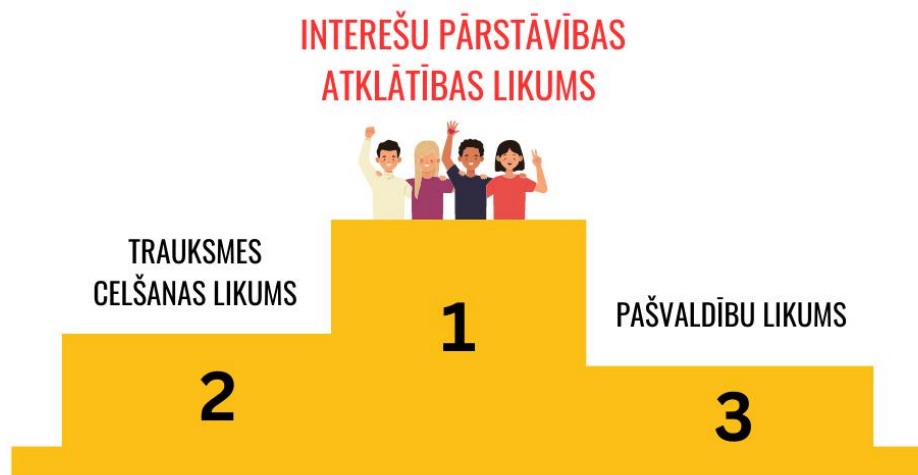 INTEREŠU PĀRSTĀVĪBAS
ATKLĀTĪBAS LIKUMS
TRAUKSMES
CELŠANAS LIKUMS
1
PAŠVALDĪBU LIKUMS
2
3